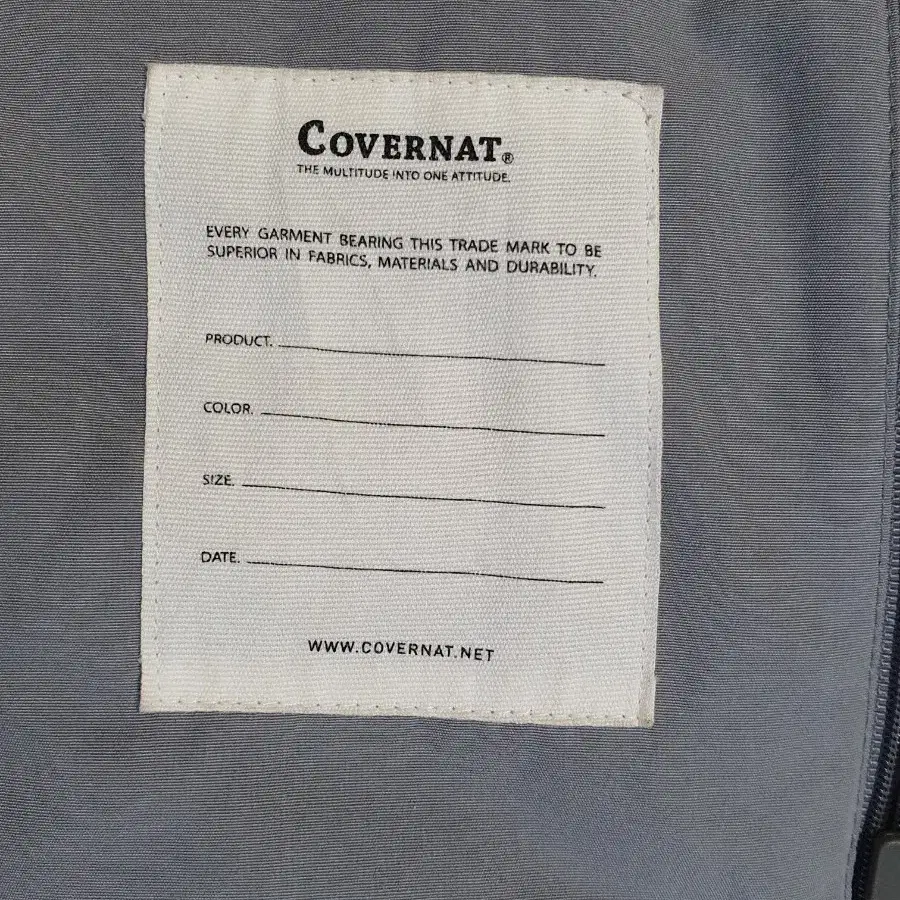 COVERNAT®
THE MULTITUDE INTO ONE ATTITUDE.
EVERY GARMENT BEARING THIS TRADE MARK TO BE
SUPERIOR IN FABRICS, MATERIALS AND DURABILITY.
PRODUCT.
COLOR.
SIZE.
DATE.
WWW.COVERNAT.NET